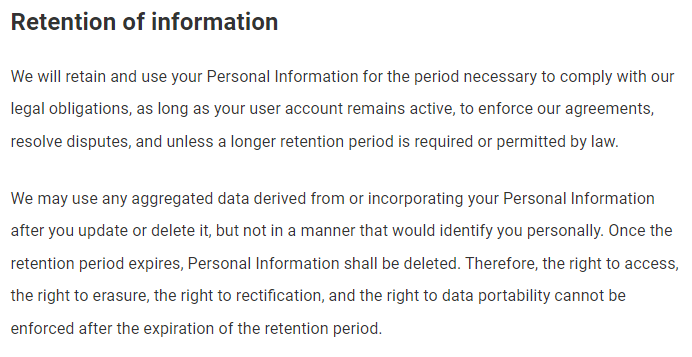 Retention of information
We will retain and use your Personal Information for the period necessary to comply with our
legal obligations, as long as your user account remains active, to enforce our agreements,
resolve disputes, and unless a longer retention period is required or permitted by law.
We may use any aggregated data derived from or incorporating your Personal Information
after you update or delete it, but not in a manner that would identify you personally. Once the
retention period expires, Personal Information shall be deleted. Therefore, the right to access,
the right to erasure, the right to rectification, and the right to data portability cannot be
enforced after the expiration of the retention period.